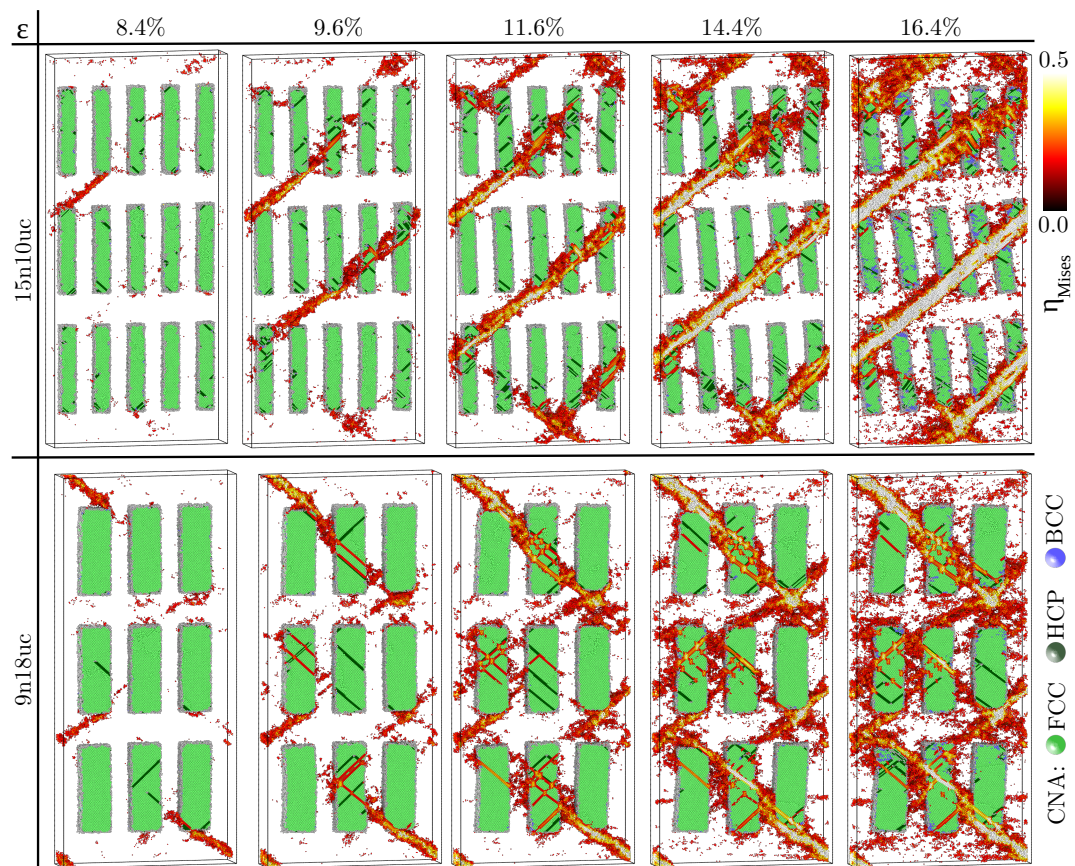 ε 8.4% 9.6% 11.6% 14.4% 16.4%
15n10uc
0.5
0.0
ηMises
9n18uc
CNA: FCC HCP BCC